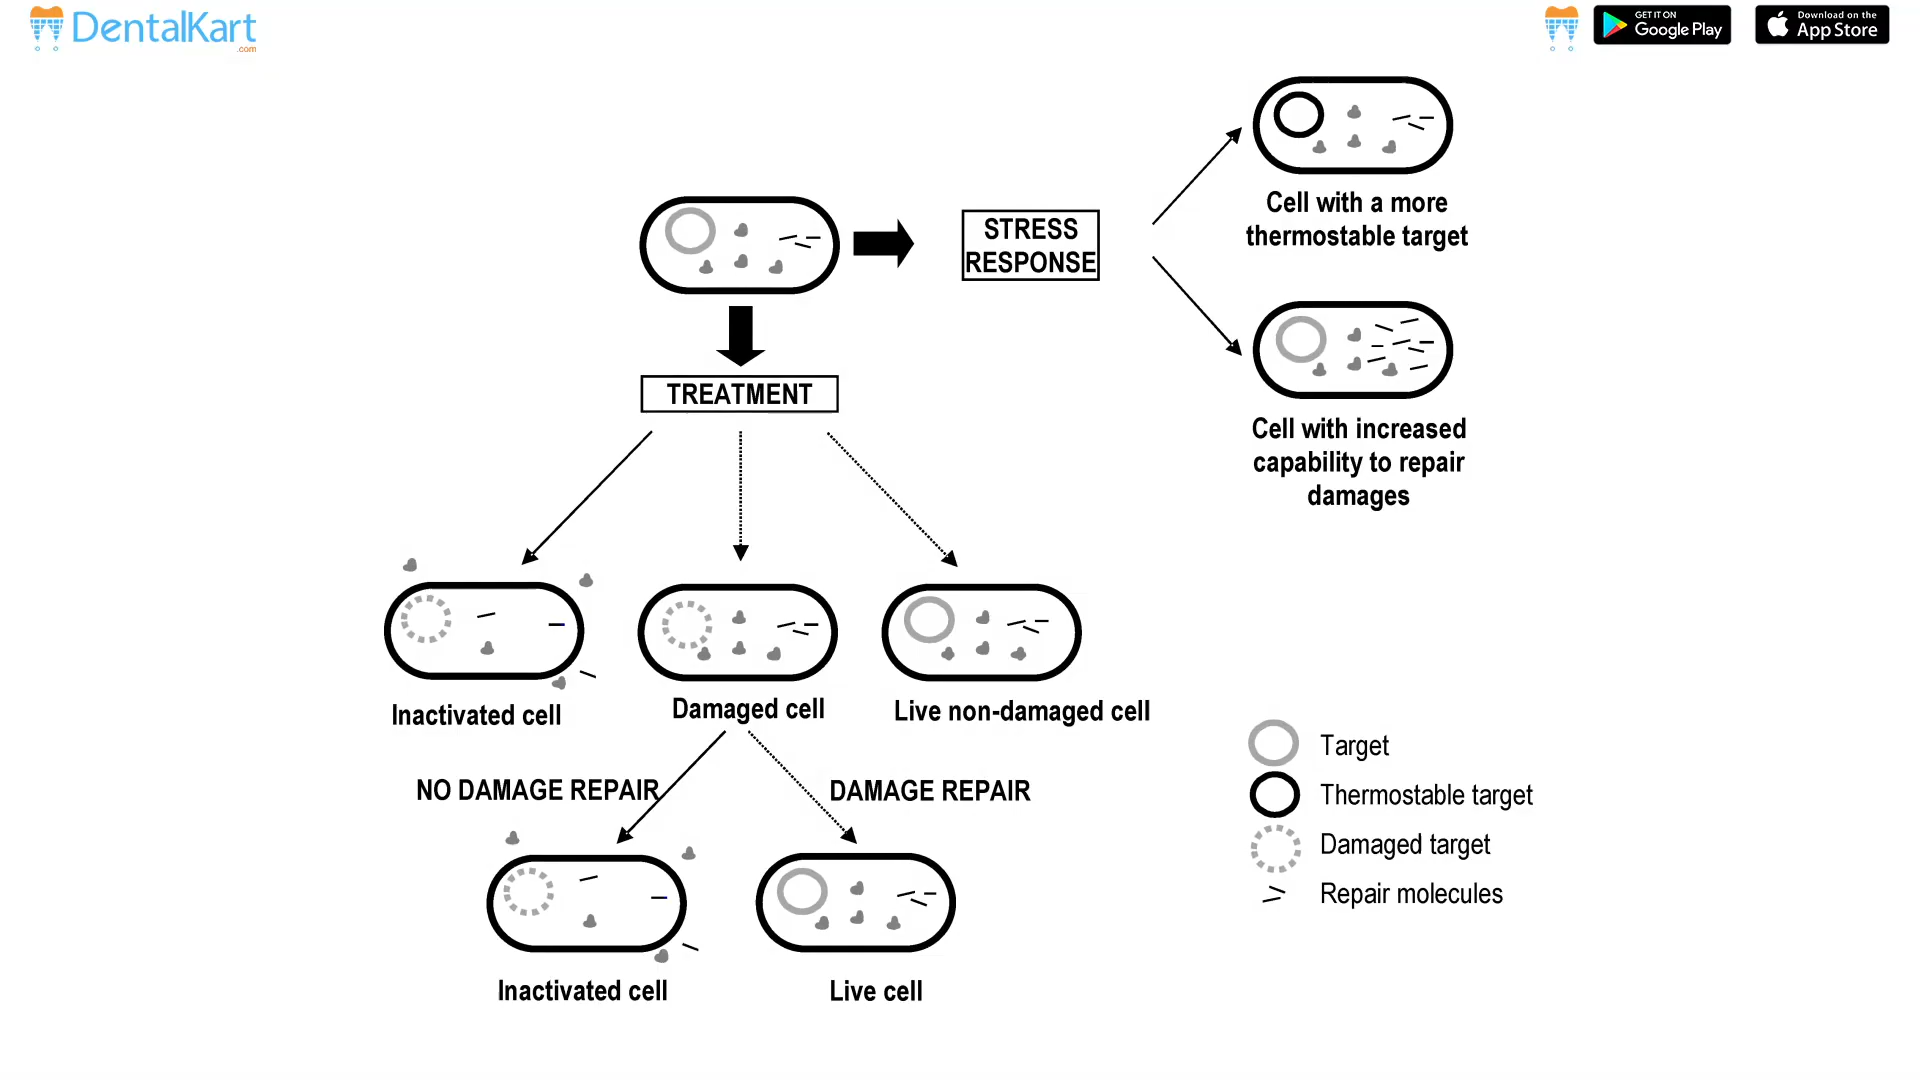 DentalKart
.com
GET IT ON
Google Play
Download on the
App Store
STRESS
RESPONSE
Cell with a more
thermostable target
TREATMENT
Cell with increased
capability to repair
damages
Inactivated cell
Damaged cell
Live non-damaged cell
NO DAMAGE REPAIR
DAMAGE REPAIR
Inactivated cell
Live cell
Target
Thermostable target
Damaged target
Repair molecules